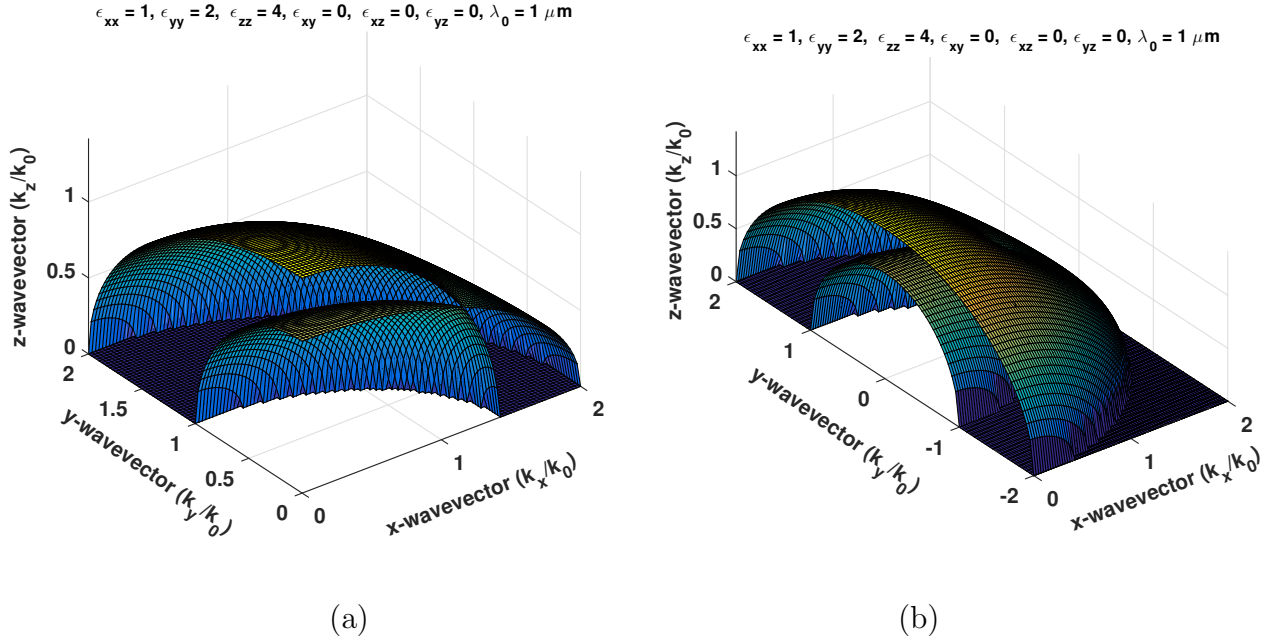 ϵxx = 1, ϵyy = 2, ϵzz = 4, ϵxy = 0, ϵxz = 0, ϵyz = 0, λ0 = 1 μm
z-wavevector (kz/k0)
1
0.5
0
2
1.5
1
0.5
0
y-wavevector (ky/k0)
0
1
2
x-wavevector (kx/k0)
(a)
ϵxx = 1, ϵyy = 2, ϵzz = 4, ϵxy = 0, ϵxz = 0, ϵyz = 0, λ0 = 1 μm
z-wavevector (kz/k0)
1
0.5
0
2
1
0
-1
-2
y-wavevector (ky/k0)
0
1
2
x-wavevector (kx/k0)
(b)